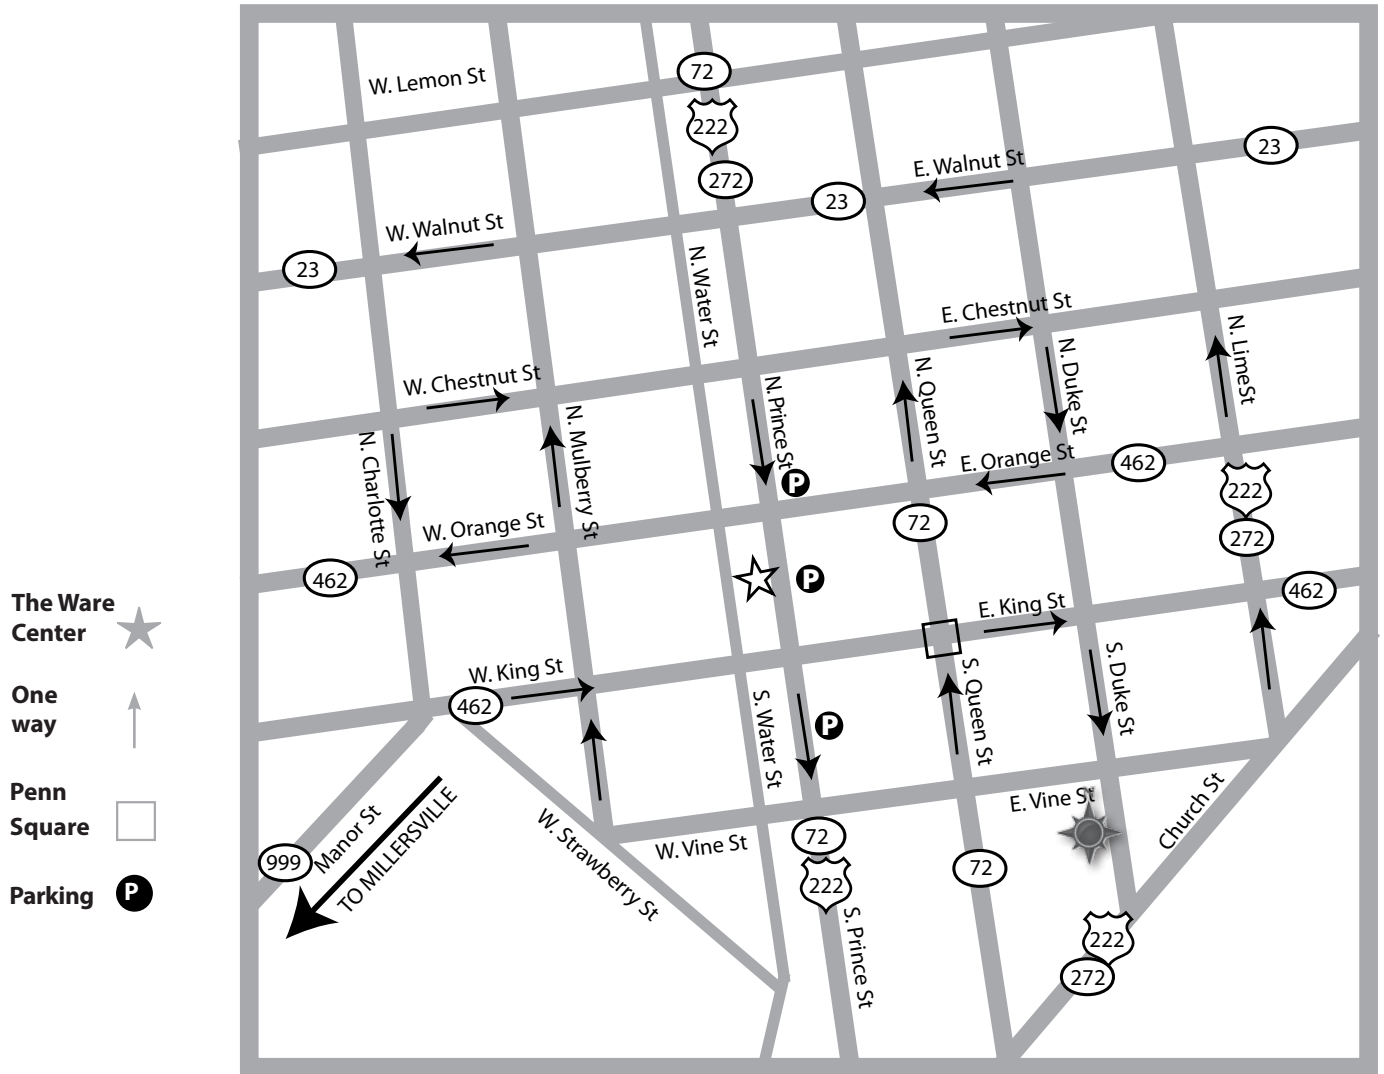 W. Lemon St
72
222
272
23
E. Walnut St
23
W. Walnut St
23
N. Water St
E. Chestnut St
W. Chestnut St
N. LimeSt
N. Duke St
N. Queen St
N. Prince St
N. Mulberry St
N. Charlotte St
P
E. Orange St
462
222
272
W. Orange St
72
462
P
462
E. King St
W. King St
462
S. Duke St
S. Queen St
S. Water St
P
E. Vine St
Church St
W. Vine St
72
222
72
W. Strawberry St
Manor St
TO MILLERSVILLE
999
S. Prince St
222
272
The Ware
Center
One
way
Penn
Square
Parking
P